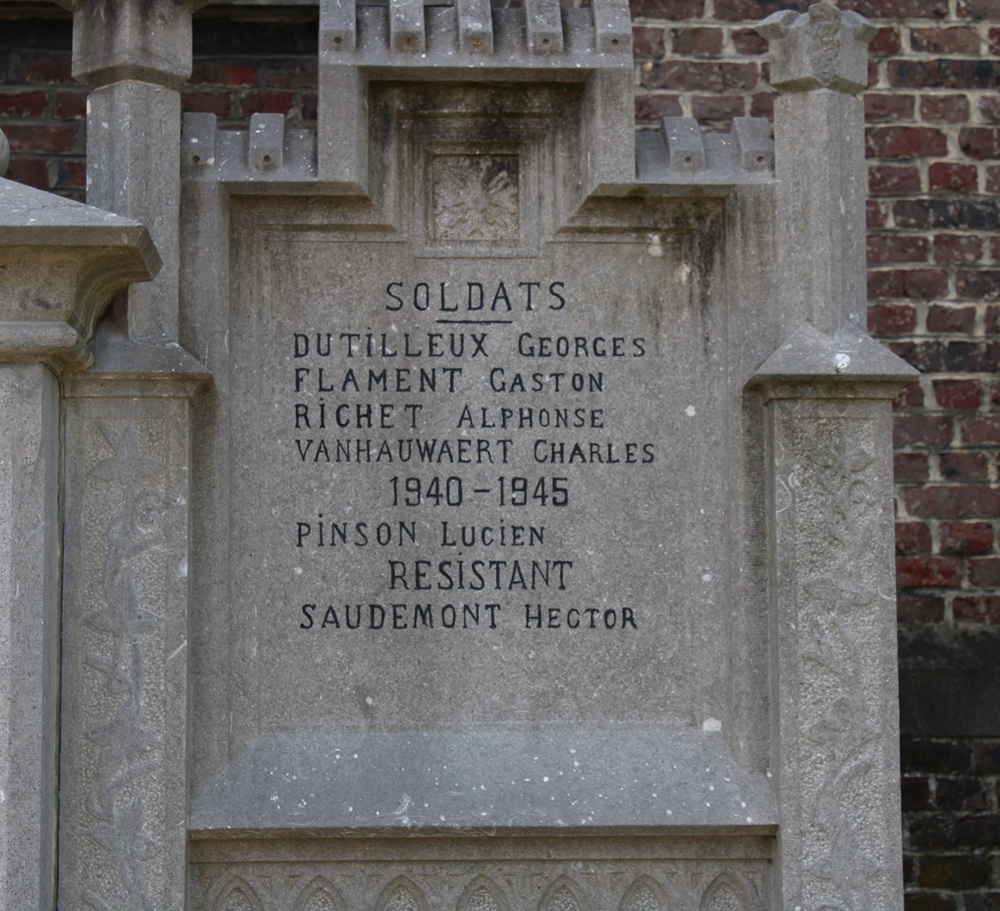 SOLDATS
DUTILLEUX GEORGES
FLAMENT GASTON
RICHET ALPHONSE
VANHAUWAERT CHARLES
1940-1945
PINSON LUCIEN
RESISTANT
SAUDEMONT HECTOR